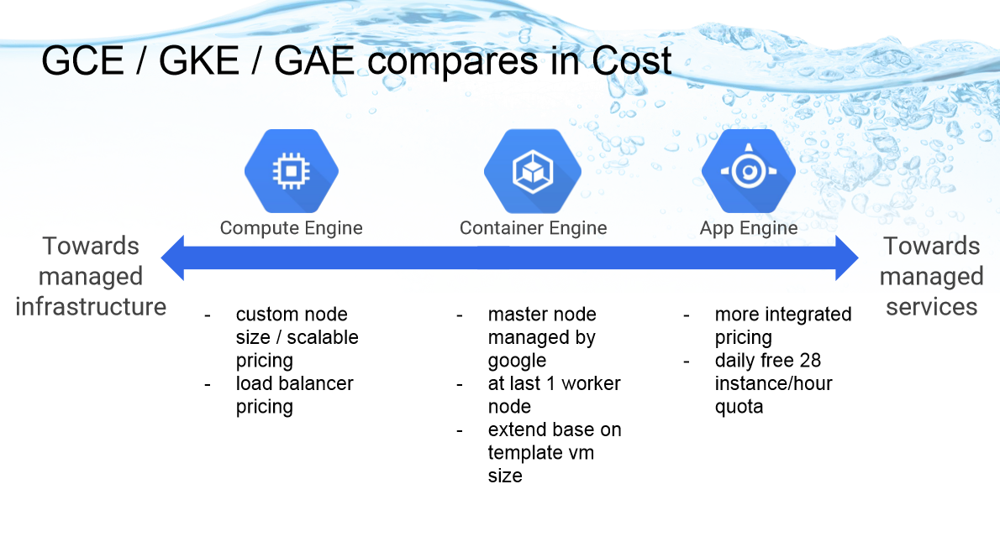 GCE / GKE / GAE compares in Cost
Compute Engine
Container Engine
App Engine
Towards
managed
infrastructure
Towards
managed
services
- custom node
size / scalable
pricing
- load balancer
pricing
- master node
managed by
google
- at last 1 worker
node
- extend base on
template vm
size
- more integrated
pricing
- daily free 28
instance/hour
quota